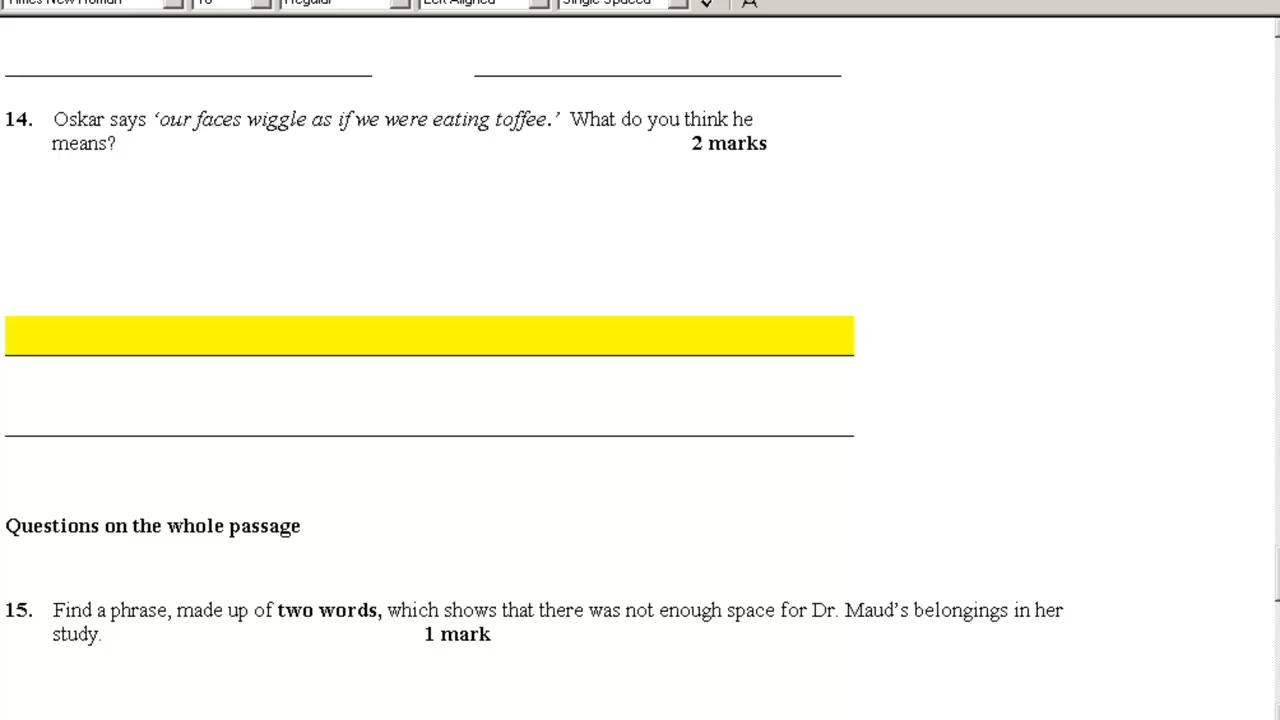 14. Oskar says ‘our faces wiggle as if we were eating toffee.’ What do you think he
means? 2 marks
Questions on the whole passage
15. Find a phrase, made up of two words, which shows that there was not enough space for Dr. Maud’s belongings in her
study. 1 mark